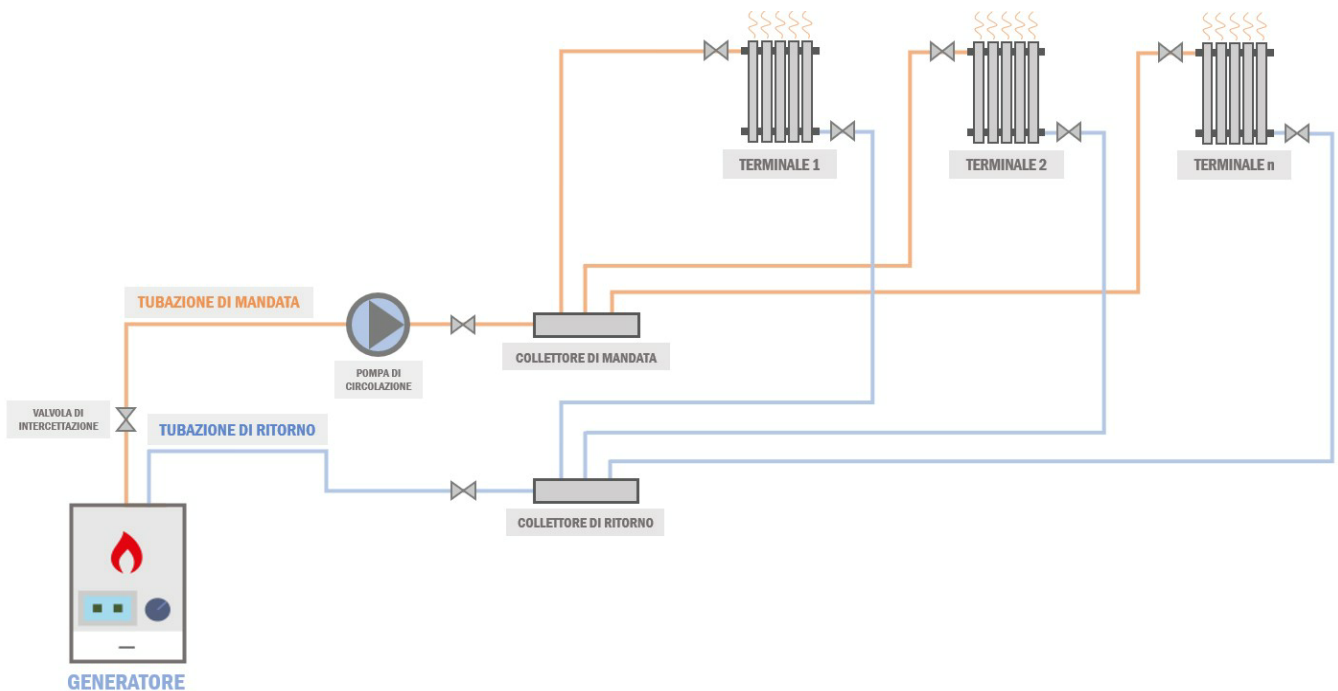 TERMINALE 1
TERMINALE 2
TERMINALE n
TUBAZIONE DI MANDATA
COLLETTORE DI MANDATA
POMPA DI
CIRCOLAZIONE
VALVOLA DI
INTERCETTAZIONE
TUBAZIONE DI RITORNO
COLLETTORE DI RITORNO
GENERATORE